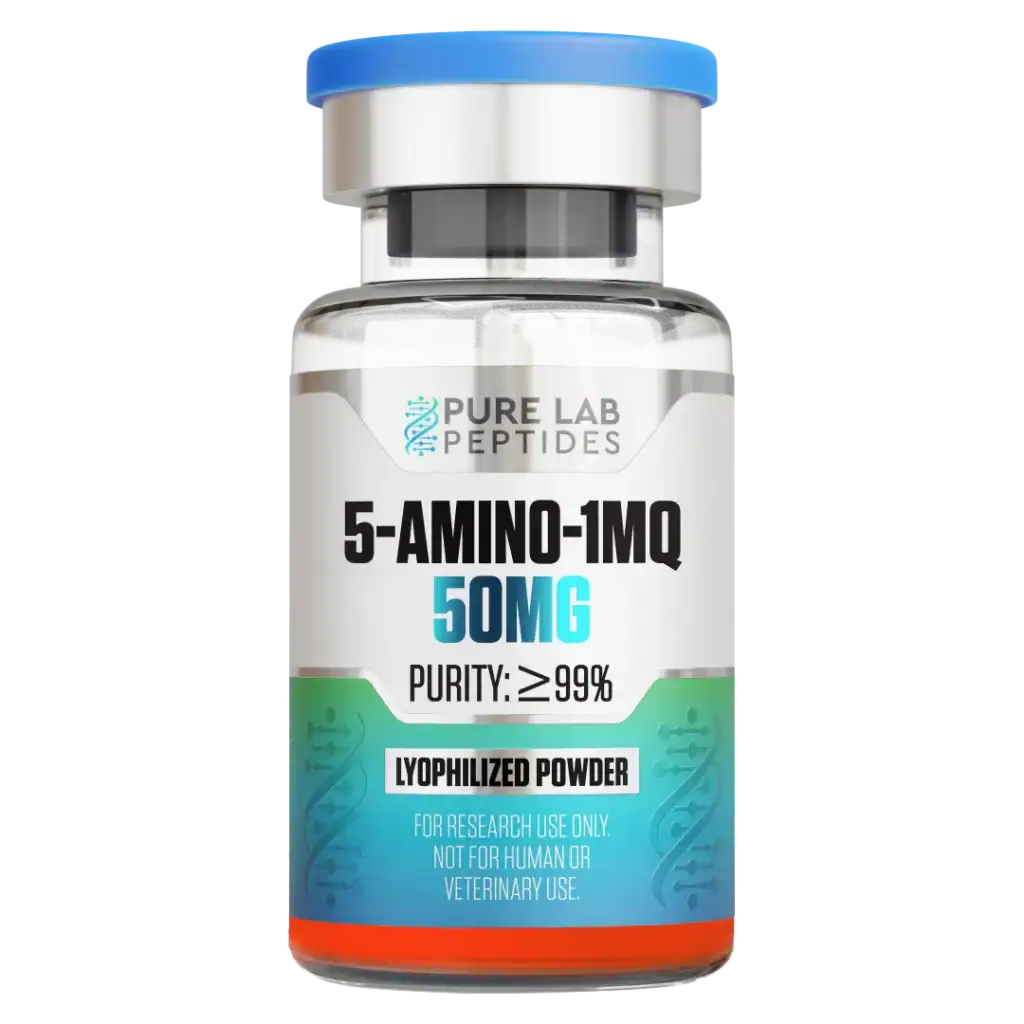 PURE LAB
PEPTIDES
5-AMINO-1MQ
50MG
PURITY: ≥99%
LYOPHILIZED POWDER
FOR RESEARCH USE ONLY.
NOT FOR HUMAN OR
VETERINARY USE.